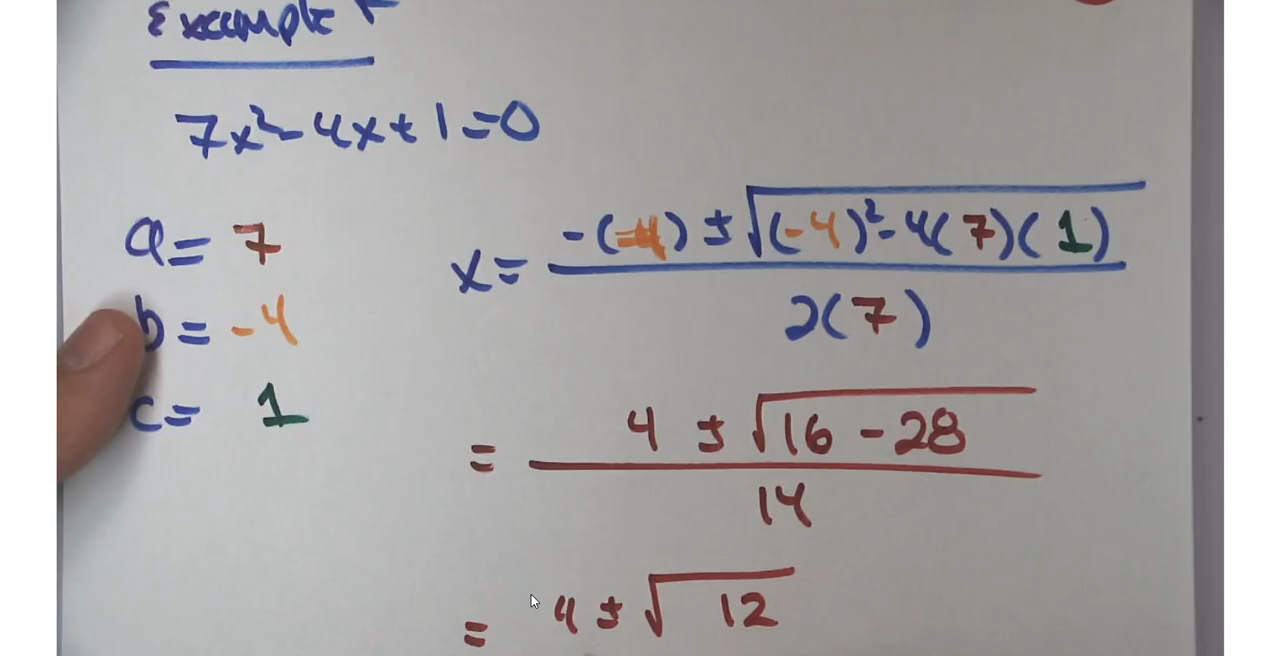 Example
7x²-4x+1=0
a= 7
b= -4
c= 1
x= -(-4) ± √(-4)²-4(7)(1)
2(7)
= 4 ± √16-28
14
= 4 ± √ 12